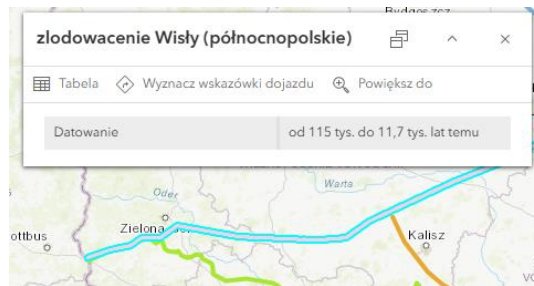 Bydgoszcz
zlodowacenie Wisły (północnopolskie)
Tabela Wyznacz wskazówki dojazdu Powiększ do
Datowanie od 115 tys. do 11,7 tys. lat temu
Oder
Warta
Zielona
ottbus
Kalisz